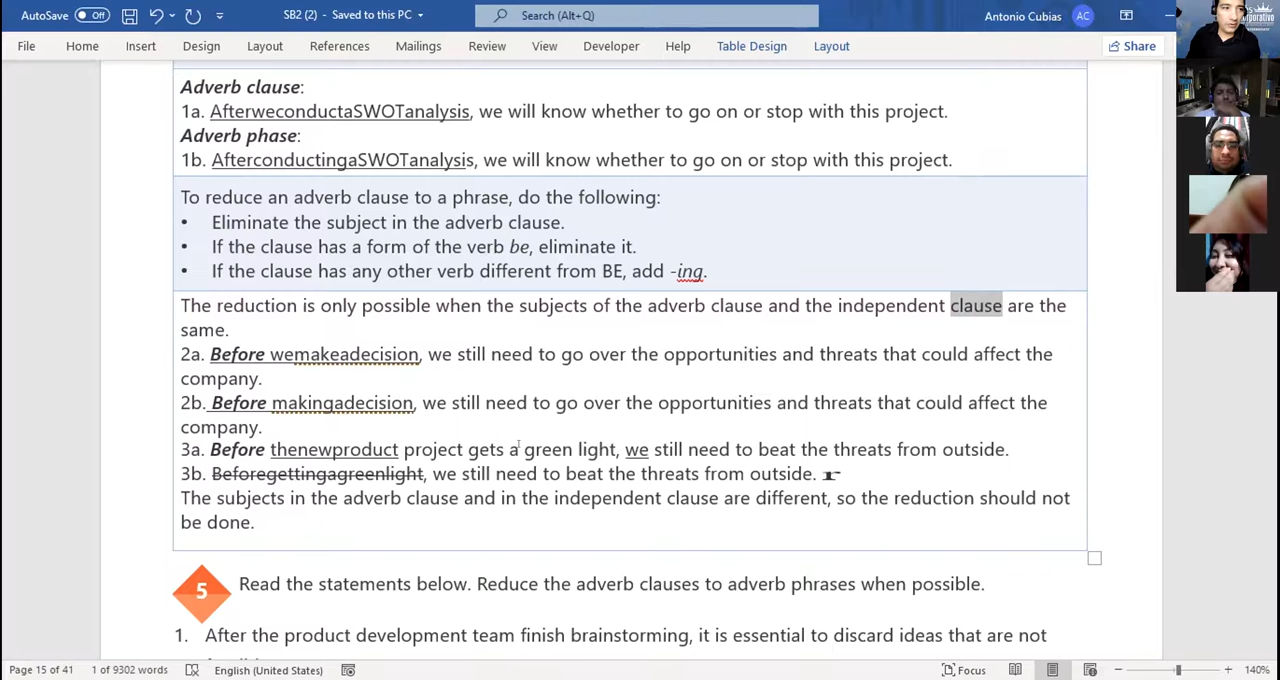 AutoSave Off SB2 (2) - Saved to this PC Search (Alt+Q) Antonio Cubias AC
File Home Insert Design Layout References Mailings Review View Developer Help Table Design Layout Share
Adverb clause:
1a. AfterweconductaSWOTanalysis, we will know whether to go on or stop with this project.
Adverb phase:
1b. AfterconductingaSWOTanalysis, we will know whether to go on or stop with this project.
To reduce an adverb clause to a phrase, do the following:
• Eliminate the subject in the adverb clause.
• If the clause has a form of the verb be, eliminate it.
• If the clause has any other verb different from BE, add -ing.
The reduction is only possible when the subjects of the adverb clause and the independent clause are the
same.
2a. Before wemakeadecision, we still need to go over the opportunities and threats that could affect the
company.
2b. Before makingadecision, we still need to go over the opportunities and threats that could affect the
company.
3a. Before thenewproduct project gets a green light, we still need to beat the threats from outside.
3b. Beforegettingagreenlight, we still need to beat the threats from outside.
The subjects in the adverb clause and in the independent clause are different, so the reduction should not
be done.
5 Read the statements below. Reduce the adverb clauses to adverb phrases when possible.
1. After the product development team finish brainstorming, it is essential to discard ideas that are not
Page 15 of 41 1 of 9302 words English (United States) Focus 140%